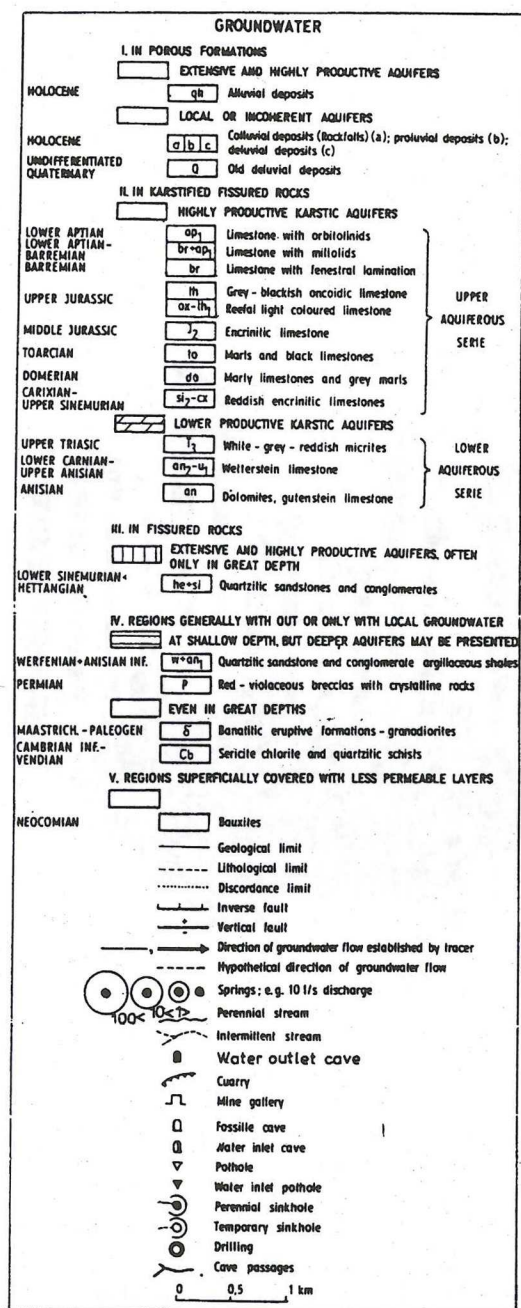 GROUNDWATER
I. IN POROUS FORMATIONS
EXTENSIVE AND HIGHLY PRODUCTIVE AQUIFERS
HOLOCENE qh Alluvial deposits
LOCAL OR INCOHERENT AQUIFERS
HOLOCENE a b c Colluvial deposits (Rockfalls) (a); proluvial deposits (b);
deluvial deposits (c)
UNDIFFERENTIATED
QUATERNARY Q Old deluvial deposits
II. IN KARSTIFIED FISSURED ROCKS
HIGHLY PRODUCTIVE KARSTIC AQUIFERS
LOWER APTIAN ap1 Limestone with orbitolinids
LOWER APTIAN-
BARREMIAN br+ap1 Limestone with miliolids
BARREMIAN br Limestone with fenestral lamination
UPPER JURASSIC th Grey - blackish oncoidic limestone
ox-th1 Reefal light coloured limestone
MIDDLE JURASSIC J2 Encrinitic limestone
TOARCIAN to Marls and black limestones
DOMERIAN do Marly limestones and grey marls
CARIXIAN-
UPPER SINEMURIAN si2-cx Reddish encrinitic limestones
UPPER
AQUIFEROUS
SERIE
LOWER PRODUCTIVE KARSTIC AQUIFERS
UPPER TRIASIC T3 White - grey - reddish micrites
LOWER CARNIAN-
UPPER ANISIAN an2-u1 Wetterstein limestone
ANISIAN an Dolomites, gutenstein limestone
LOWER
AQUIFEROUS
SERIE
III. IN FISSURED ROCKS
EXTENSIVE AND HIGHLY PRODUCTIVE AQUIFERS, OFTEN
ONLY IN GREAT DEPTH
LOWER SINEMURIAN+
HETTANGIAN he+si Quartzitic sandstones and conglomerates
IV. REGIONS GENERALLY WITH OUT OR ONLY WITH LOCAL GROUNDWATER
AT SHALLOW DEPTH, BUT DEEPER AQUIFERS MAY BE PRESENTED
WERFENIAN+ANISIAN INF. w+an1 Quartzitic sandstone and conglomerate argillaceous shales
PERMIAN P Red - violaceous breccias with crystalline rocks
EVEN IN GREAT DEPTHS
MAASTRICH.-PALEOGEN δ Banatitic eruptive formations - granodiorites
CAMBRIAN INF.-
VENDIAN Cb Sericite chlorite and quartzitic schists
V. REGIONS SUPERFICIALLY COVERED WITH LESS PERMEABLE LAYERS
NEOCOMIAN Bauxites
Geological limit
Lithological limit
Discordance limit
Inverse fault
Vertical fault
Direction of groundwater flow established by tracer
Hypothetical direction of groundwater flow
Springs; e.g. 10 l/s discharge
100< 10< 1>
Perennial stream
Intermittent stream
Water outlet cave
Cuarry
Mine gallery
Fossille cave
Water inlet cave
Pothole
Water inlet pothole
Perennial sinkhole
Temporary sinkhole
Drilling
Cave passages
0 0,5 1 km